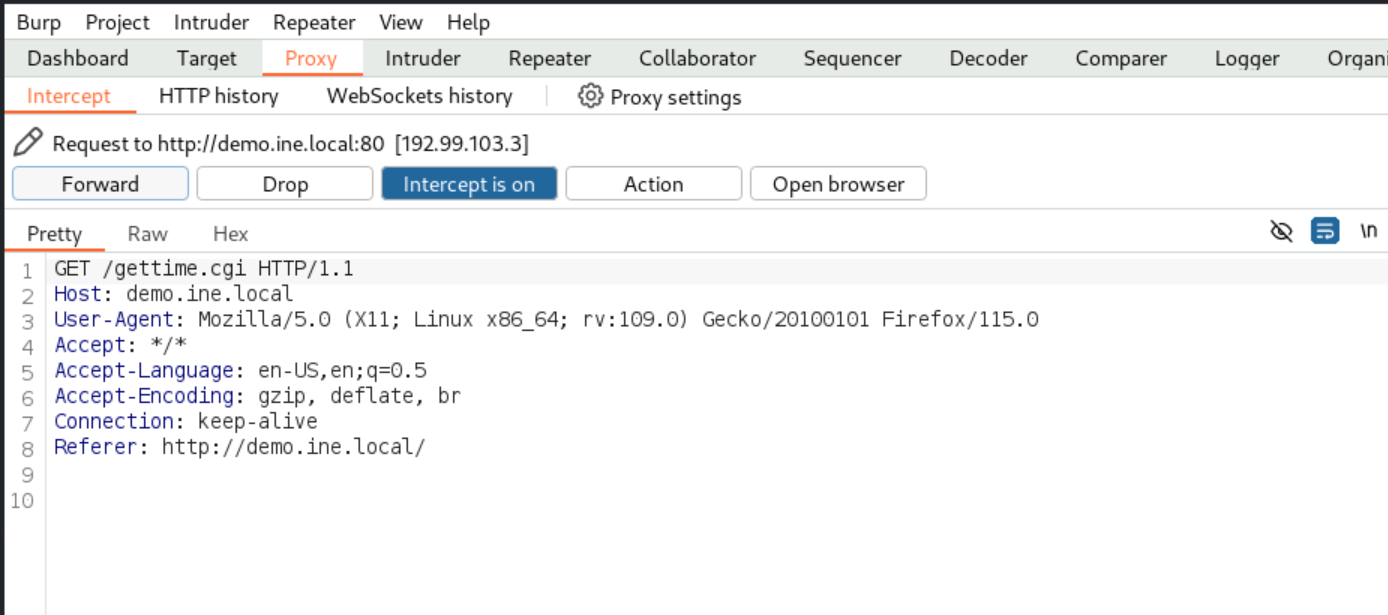 Burp Project Intruder Repeater View Help
Dashboard Target Proxy Intruder Repeater Collaborator Sequencer Decoder Comparer Logger Organi
Intercept HTTP history WebSockets history Proxy settings
Request to http://demo.ine.local:80 [192.99.103.3]
Forward Drop Intercept is on Action Open browser
Pretty Raw Hex \n
1 GET /gettime.cgi HTTP/1.1
2 Host: demo.ine.local
3 User-Agent: Mozilla/5.0 (X11; Linux x86_64; rv:109.0) Gecko/20100101 Firefox/115.0
4 Accept: */*
5 Accept-Language: en-US,en;q=0.5
6 Accept-Encoding: gzip, deflate, br
7 Connection: keep-alive
8 Referer: http://demo.ine.local/
9
10